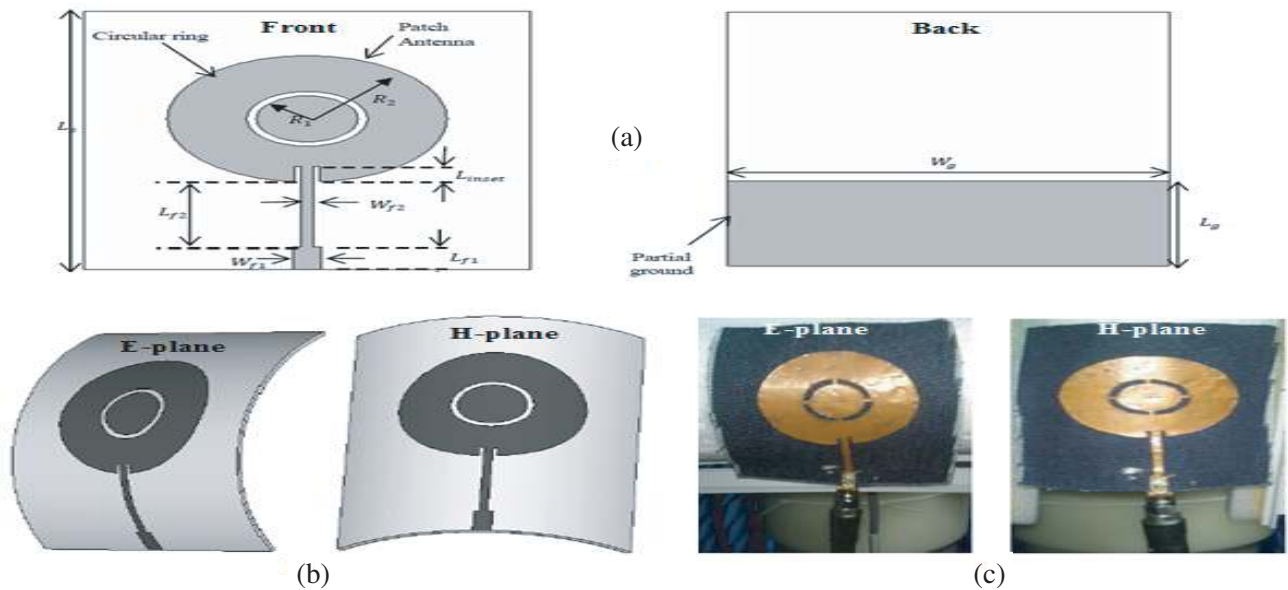 Front
Circular ring
Patch
Antenna
R2
R1
Linset
Lf2
Wf2
Wf1
Lf1
(a)
Back
Wg
Lg
Partial
ground
E-plane
H-plane
(b)
E-plane
H-plane
(c)